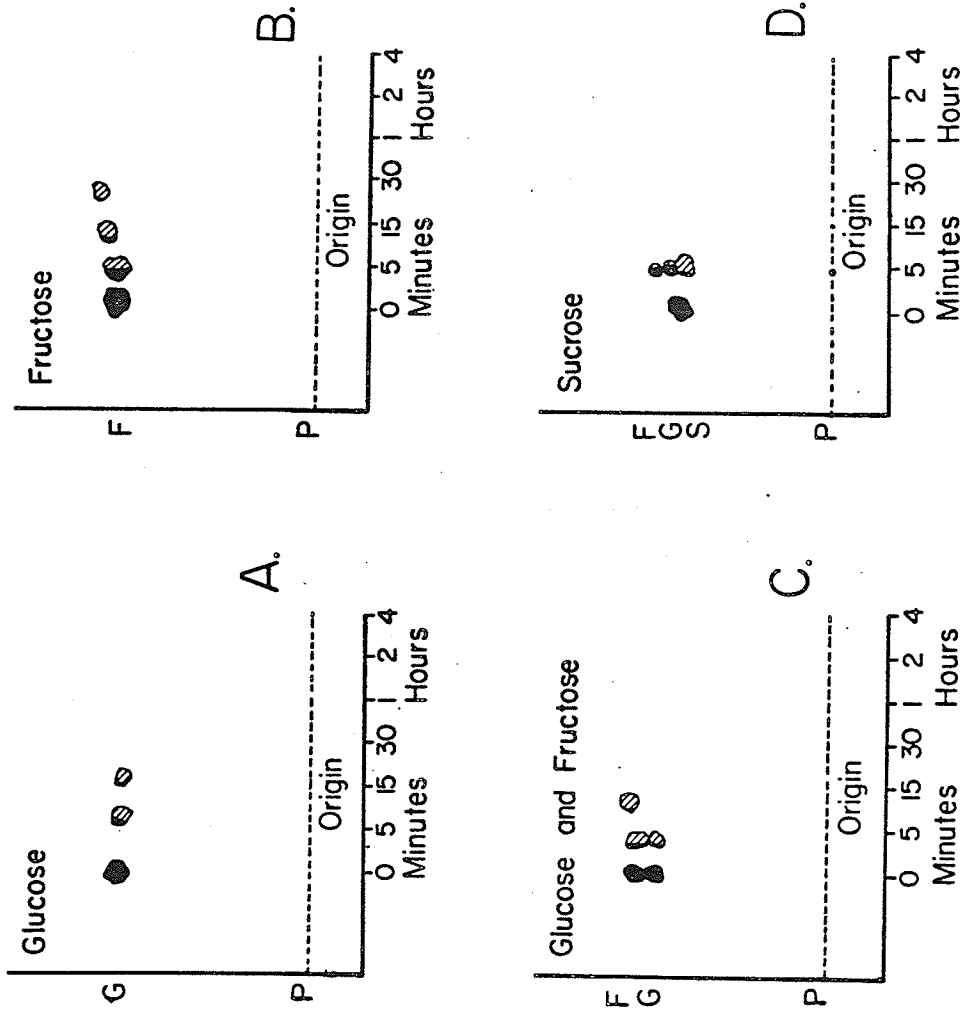 Glucose
G
P
Origin
0 5 15 30 1 2 4
Minutes Hours
A.
Fructose
F
P
Origin
0 5 15 30 1 2 4
Minutes Hours
B.
Glucose and Fructose
F
G
P
Origin
0 5 15 30 1 2 4
Minutes Hours
C.
Sucrose
F
G
S
P
Origin
0 5 15 30 1 2 4
Minutes Hours
D.